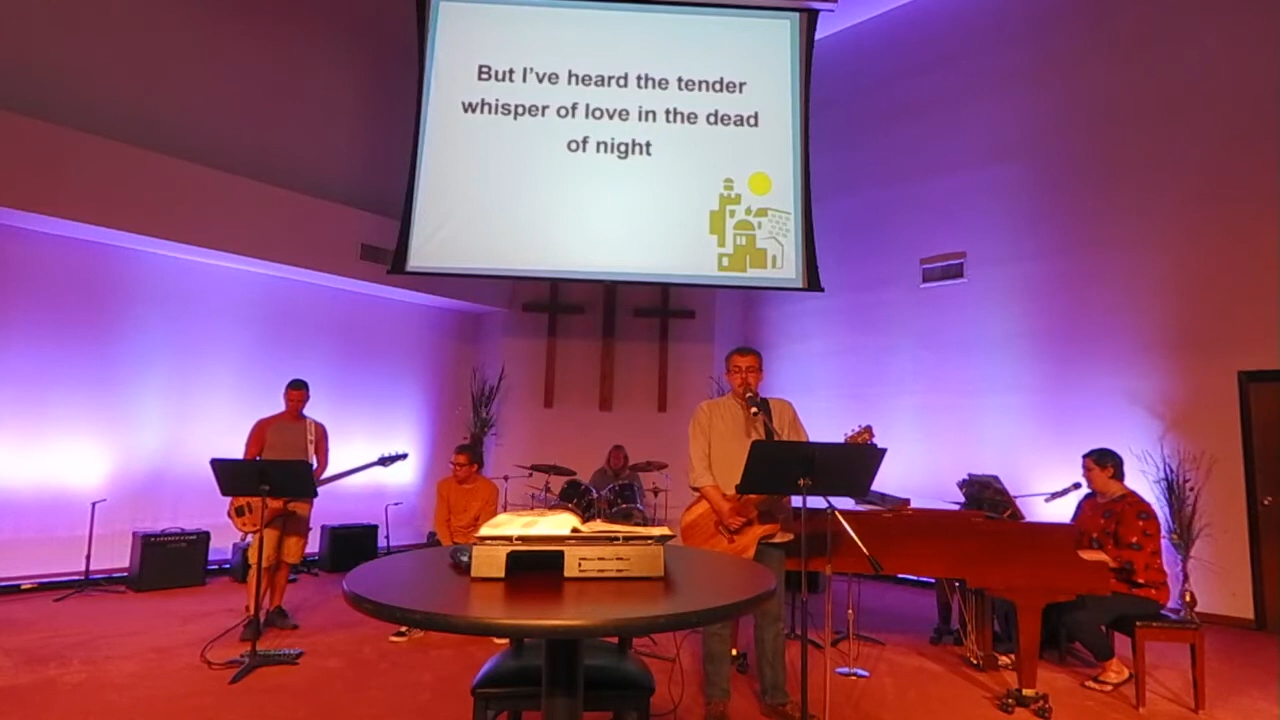 But I've heard the tender
whisper of love in the dead
of night